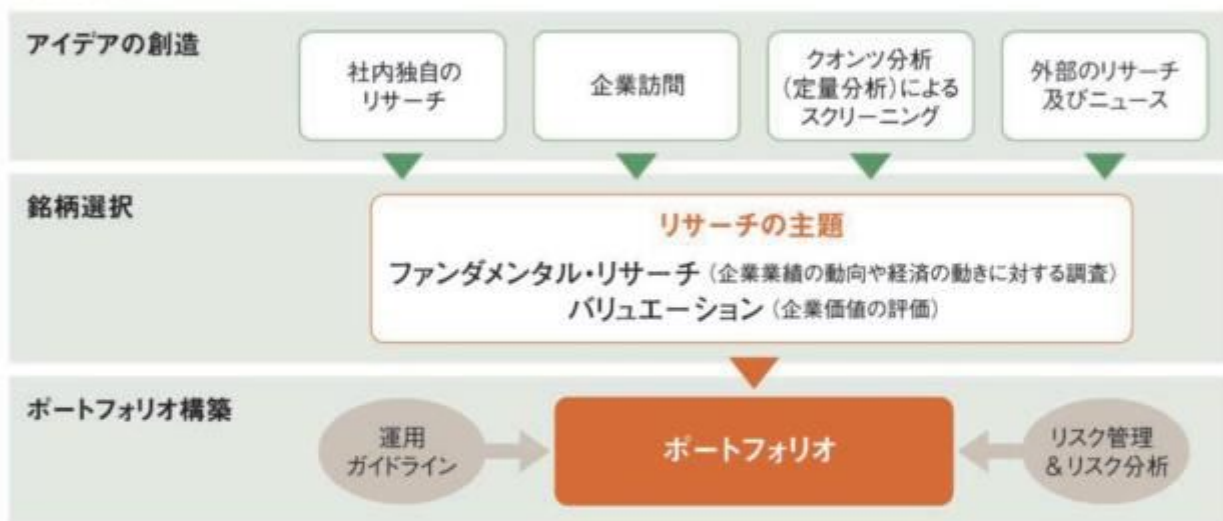 アイデアの創造
社内独自の
リサーチ
企業訪問
クオンツ分析
(定量分析)による
スクリーニング
外部のリサーチ
及びニュース
銘柄選択
リサーチの主題
ファンダメンタル・リサーチ(企業業績の動向や経済の動きに対する調査)
バリュエーション(企業価値の評価)
ポートフォリオ構築
運用
ガイドライン
ポートフォリオ
リスク管理
&リスク分析